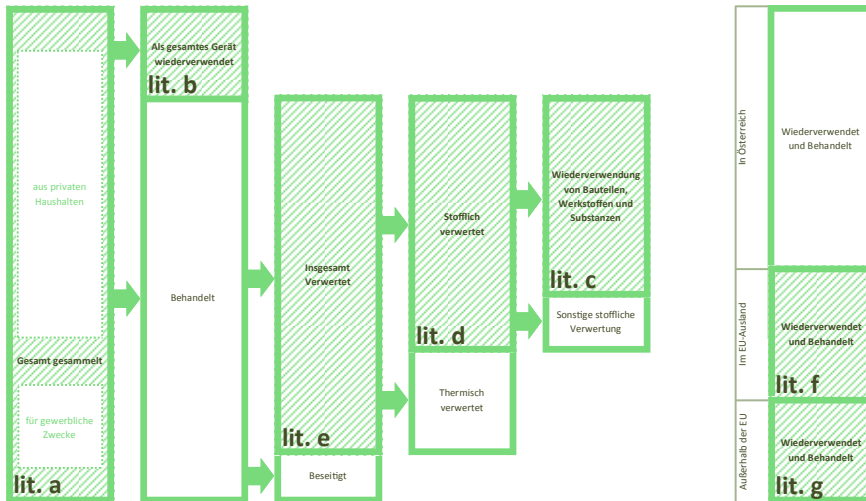 aus privaten
Haushalten
Gesamt gesammelt
für gewerbliche
Zwecke
lit. a
Als gesamtes Gerät
wiederverwendet
lit. b
Behandelt
Insgesamt
Verwertet
lit. e
Beseitigt
Stofflich
verwertet
lit. d
Thermisch
verwertet
Wiederverwendung
von Bauteilen,
Werkstoffen und
Substanzen
lit. c
Sonstige stoffliche
Verwertung
In Österreich
Wiederverwendet
und Behandelt
Im EU-Ausland
Wiederverwendet
und Behandelt
lit. f
Außerhalb der EU
Wiederverwendet
und Behandelt
lit. g